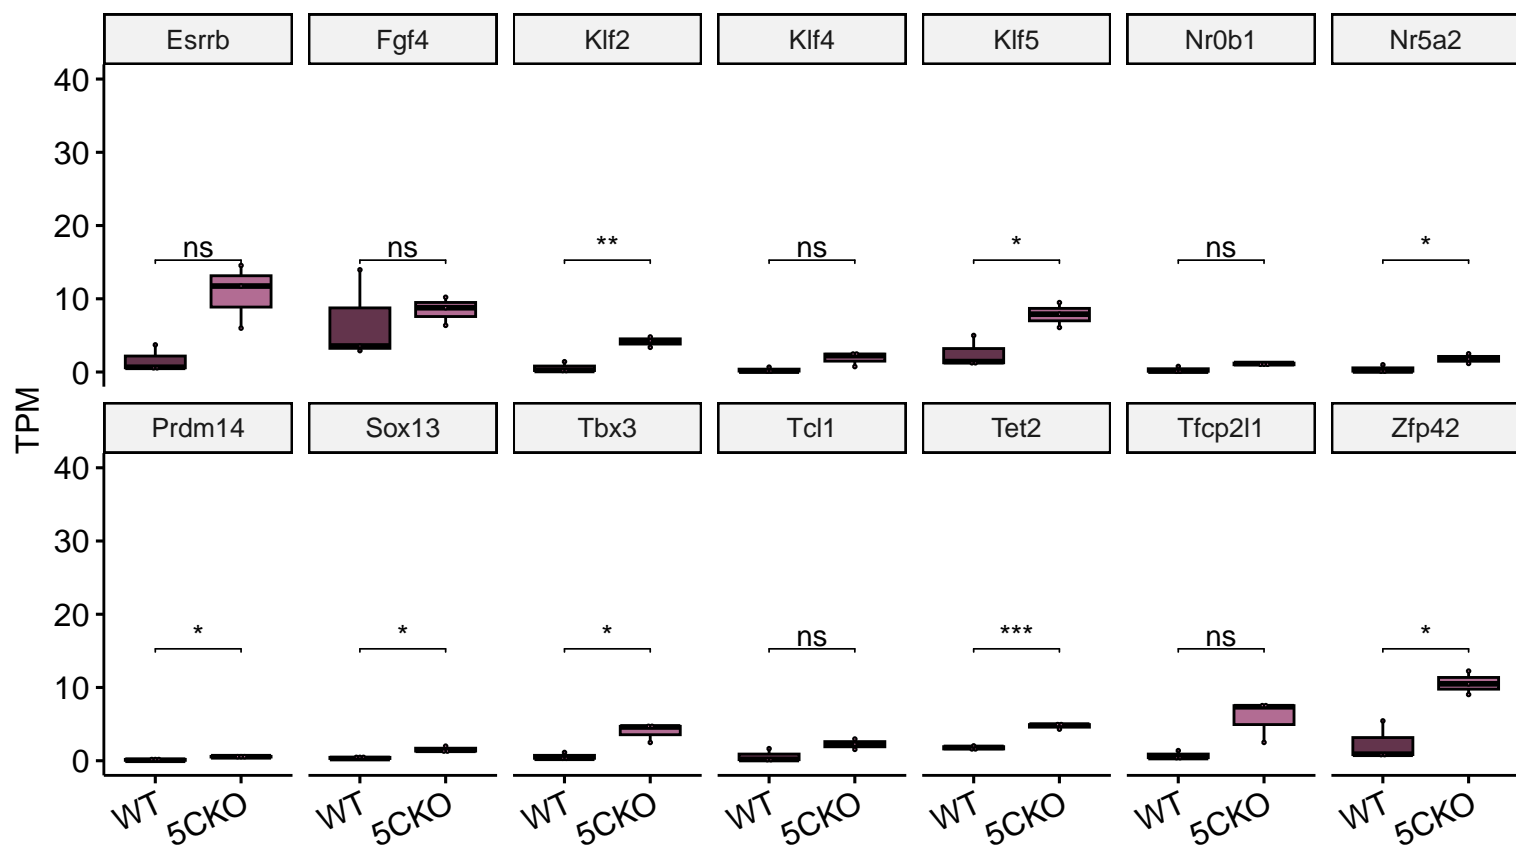 Esrrb Fgf4 Klf2 Klf4 Klf5 Nr0b1 Nr5a2
40
30
20
10
0
ns ns ** ns * ns *
TPM
Prdm14 Sox13 Tbx3 Tcl1 Tet2 Tfcp2l1 Zfp42
40
30
20
10
0
* * * ns *** ns *
WT 5CKO WT 5CKO WT 5CKO WT 5CKO WT 5CKO WT 5CKO WT 5CKO